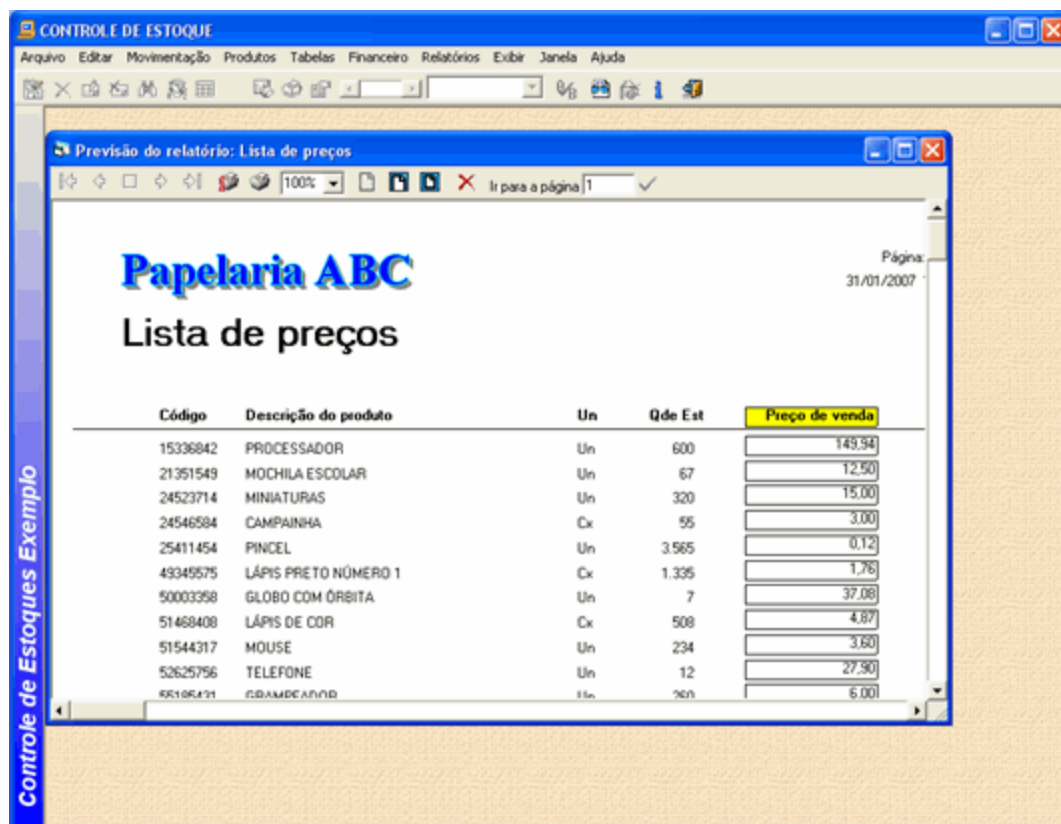 CONTROLE DE ESTOQUE
Arquivo Editar Movimentação Produtos Tabelas Financeiro Relatórios Exibir Janela Ajuda
Previsão do relatório: Lista de preços
100% Ir para a página 1
Papelaria ABC
Página:
31/01/2007
Lista de preços
Código Descrição do produto Un Qde Est Preço de venda
15336842 PROCESSADOR Un 600 149,94
21351549 MOCHILA ESCOLAR Un 67 12,50
24523714 MINIATURAS Un 320 15,00
24546584 CAMPAINHA Cx 55 3,00
25411454 PINCEL Un 3.565 0,12
49345575 LÁPIS PRETO NÚMERO 1 Cx 1.335 1,76
50003358 GLOBO COM ÓRBITA Un 7 37,08
51468408 LÁPIS DE COR Cx 508 4,87
51544317 MOUSE Un 234 3,60
52625756 TELEFONE Un 12 27,90
55185431 GRAMPEADOR Un 260 6,00
Controle de Estoques Exemplo